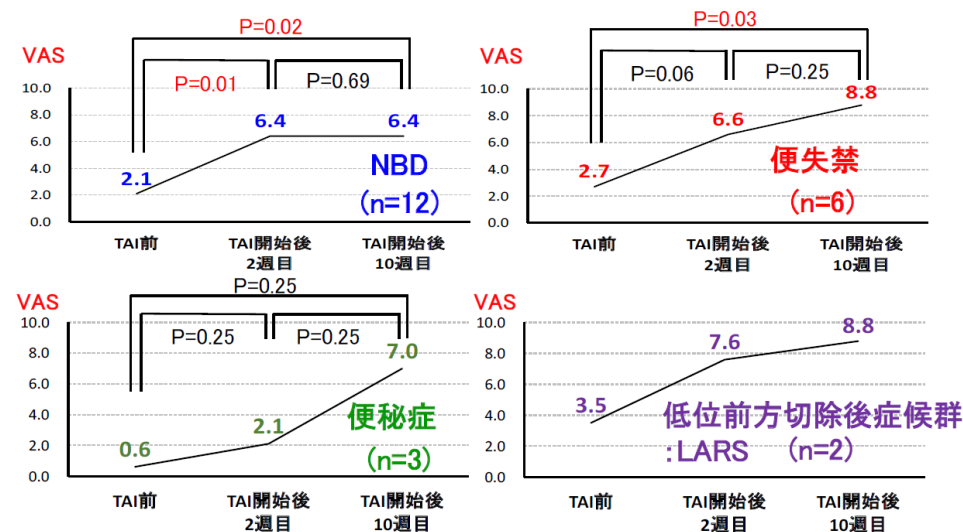 P=0.02
VAS
P=0.01
P=0.69
10.0
8.0
6.0
4.0
2.0
0.0
2.1
6.4
6.4
NBD
(n=12)
TAI前
TAI開始後
2週目
TAI開始後
10週目
P=0.03
VAS
P=0.06
P=0.25
10.0
8.0
6.0
4.0
2.0
0.0
2.7
6.6
8.8
便失禁
(n=6)
TAI前
TAI開始後
2週目
TAI開始後
10週目
P=0.25
VAS
P=0.25
P=0.25
10.0
8.0
6.0
4.0
2.0
0.0
0.6
2.1
7.0
便秘症
(n=3)
TAI前
TAI開始後
2週目
TAI開始後
10週目
VAS
10.0
8.0
6.0
4.0
2.0
0.0
3.5
7.6
8.8
低位前方切除後症候群
:LARS (n=2)
TAI前
TAI開始後
2週目
TAI開始後
10週目